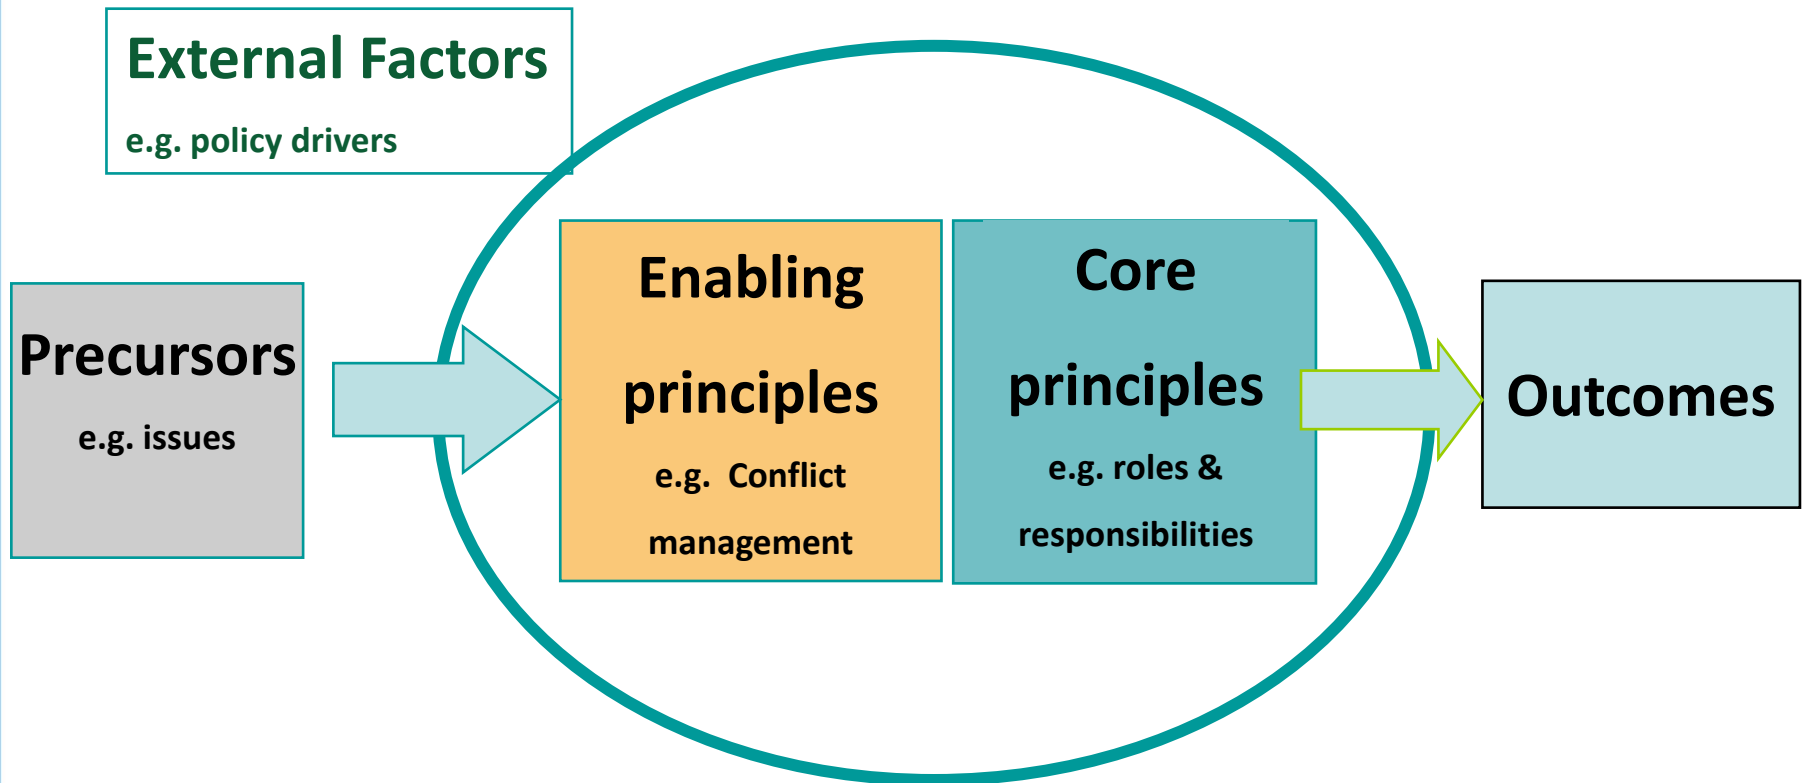 External Factors
e.g. policy drivers
Precursors
e.g. issues
Enabling
principles
e.g.  Conflict
management
Core
principles
e.g. roles &
responsibilities
Outcomes